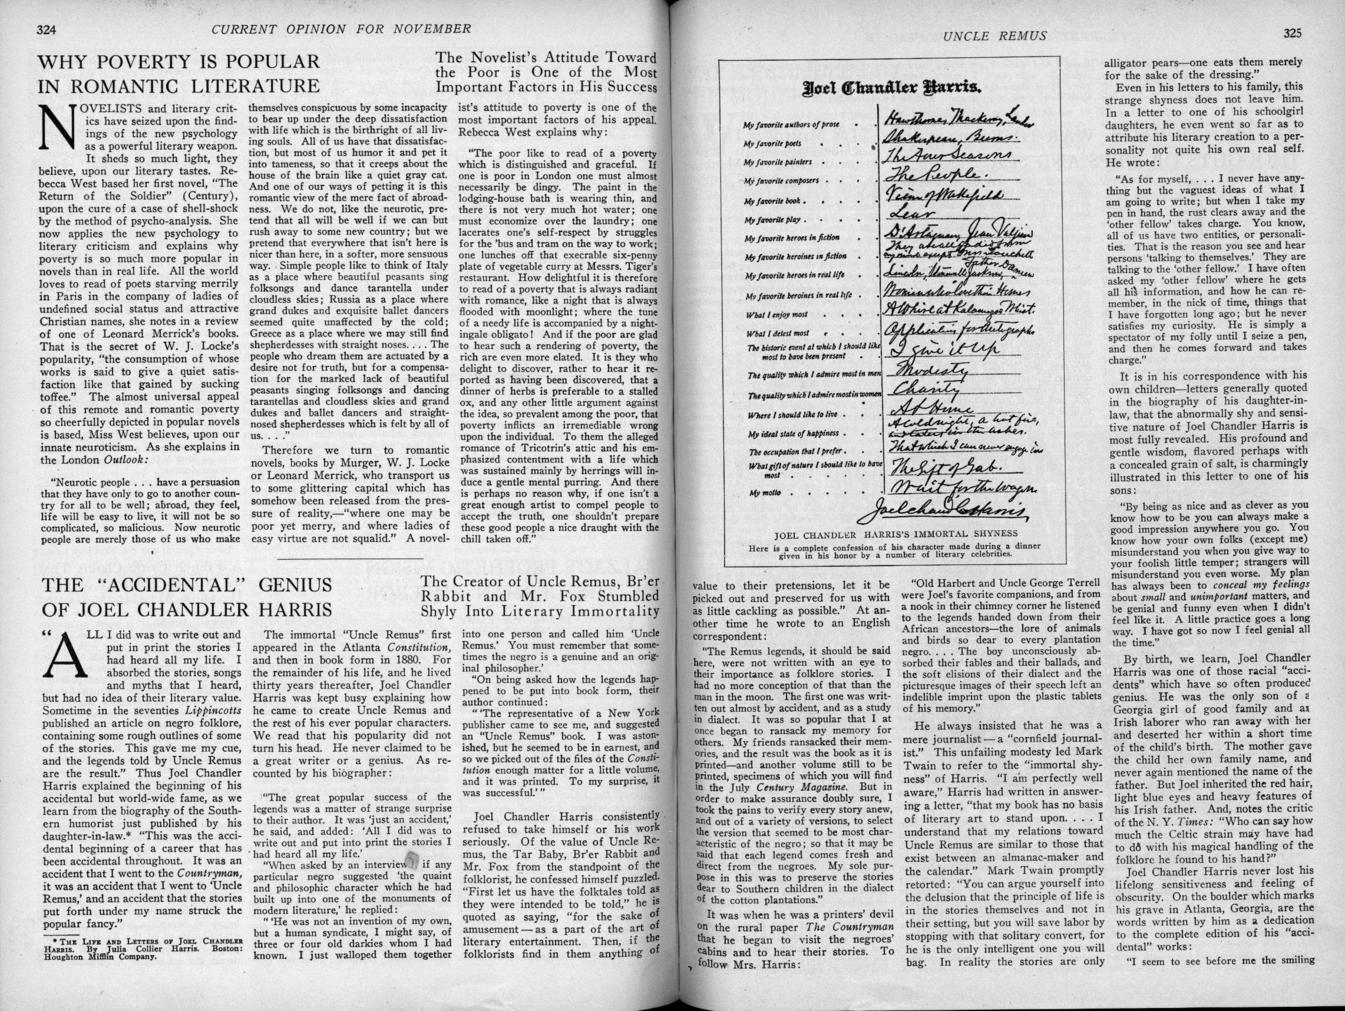 324
CURRENT OPINION FOR NOVEMBER
WHY POVERTY IS POPULAR
IN ROMANTIC LITERATURE
The Novelist's Attitude Toward
the Poor is One of the Most
Important Factors in His Success
NOVELISTS and literary crit-
ics have seized upon the find-
ings of the new psychology
as a powerful literary weapon.
It sheds so much light, they
believe, upon our literary tastes. Re-
becca West based her first novel, "The
Return of the Soldier" (Century),
upon the cure of a case of shell-shock
by the method of psycho-analysis. She
now applies the new psychology to
literary criticism and explains why
poverty is so much more popular in
novels than in real life. All the world
loves to read of poets starving merrily
in Paris in the company of ladies of
undefined social status and attractive
Christian names, she notes in a review
of one of Leonard Merrick's books.
That is the secret of W. J. Locke's
popularity, "the consumption of whose
works is said to give a quiet satis-
faction like that gained by sucking
toffee." The almost universal appeal
of this remote and romantic poverty
so cheerfully depicted in popular novels
is based, Miss West believes, upon our
innate neuroticism. As she explains in
the London Outlook:
"Neurotic people . . . have a persuasion
that they have only to go to another coun-
try for all to be well; abroad, they feel,
life will be easy to live, it will not be so
complicated, so malicious. Now neurotic
people are merely those of us who make
themselves conspicuous by some incapacity
to bear up under the deep dissatisfaction
with life which is the birthright of all liv-
ing souls. All of us have that dissatisfac-
tion, but most of us humor it and pet it
into tameness, so that it creeps about the
house of the brain like a quiet gray cat.
And one of our ways of petting it is this
romantic view of the mere fact of abroad-
ness. We do not, like the neurotic, pre-
tend that all will be well if we can but
rush away to some new country; but we
pretend that everywhere that isn't here is
nicer than here, in a softer, more sensuous
way. Simple people like to think of Italy
as a place where beautiful peasants sing
folksongs and dance tarantella under
cloudless skies; Russia as a place where
grand dukes and exquisite ballet dancers
seemed quite unaffected by the cold;
Greece as a place where we may still find
shepherdesses with straight noses. . . . The
people who dream them are actuated by a
desire not for truth, but for a compensa-
tion for the marked lack of beautiful
peasants singing folksongs and dancing
tarantellas and cloudless skies and grand
dukes and ballet dancers and straight-
nosed shepherdesses which is felt by all of
us. . . ."
Therefore we turn to romantic
novels, books by Murger, W. J. Locke
or Leonard Merrick, who transport us
to some glittering capital which has
somehow been released from the pres-
sure of reality,—"where one may be
poor yet merry, and where ladies of
easy virtue are not squalid." A novel-
ist's attitude to poverty is one of the
most important factors of his appeal.
Rebecca West explains why:
"The poor like to read of a poverty
which is distinguished and graceful. If
one is poor in London one must almost
necessarily be dingy. The paint in the
lodging-house bath is wearing thin, and
there is not very much hot water; one
must economize over the laundry; one
lacerates one's self-respect by struggles
for the 'bus and tram on the way to work;
one lunches off that execrable six-penny
plate of vegetable curry at Messrs. Tiger's
restaurant. How delightful it is therefore
to read of a poverty that is always radiant
with romance, like a night that is always
flooded with moonlight; where the tune
of a needy life is accompanied by a night-
ingale obligato! And if the poor are glad
to hear such a rendering of poverty, the
rich are even more elated. It is they who
delight to discover, rather to hear it re-
ported as having been discovered, that a
dinner of herbs is preferable to a stalled
ox, and any other little argument against
the idea, so prevalent among the poor, that
poverty inflicts an irremediable wrong
upon the individual. To them the alleged
romance of Tricotrin's attic and his em-
phasized contentment with a life which
was sustained mainly by herrings will in-
duce a gentle mental purring. And there
is perhaps no reason why, if one isn't a
great enough artist to compel people to
accept the truth, one shouldn't prepare
these good people a nice draught with the
chill taken off."
THE "ACCIDENTAL" GENIUS
OF JOEL CHANDLER HARRIS
The Creator of Uncle Remus, Br'er
Rabbit and Mr. Fox Stumbled
Shyly Into Literary Immortality
"ALL I did was to write out and
put in print the stories I
had heard all my life. I
absorbed the stories, songs
and myths that I heard,
but had no idea of their literary value.
Sometime in the seventies Lippincotts
published an article on negro folklore,
containing some rough outlines of some
of the stories. This gave me my cue,
and the legends told by Uncle Remus
are the result." Thus Joel Chandler
Harris explained the beginning of his
accidental but world-wide fame, as we
learn from the biography of the South-
ern humorist just published by his
daughter-in-law.* "This was the acci-
dental beginning of a career that has
been accidental throughout. It was an
accident that I went to the Countryman,
it was an accident that I went to 'Uncle
Remus,' and an accident that the stories
put forth under my name struck the
popular fancy."
* THE LIFE AND LETTERS OF JOEL CHANDLER
HARRIS. By Julia Collier Harris. Boston:
Houghton Mifflin Company.
The immortal "Uncle Remus" first
appeared in the Atlanta Constitution,
and then in book form in 1880. For
the remainder of his life, and he lived
thirty years thereafter, Joel Chandler
Harris was kept busy explaining how
he came to create Uncle Remus and
the rest of his ever popular characters.
We read that his popularity did not
turn his head. He never claimed to be
a great writer or a genius. As re-
counted by his biographer:
"The great popular success of the
legends was a matter of strange surprise
to their author. It was 'just an accident,'
he said, and added: 'All I did was to
write out and put into print the stories I
had heard all my life.'
"When asked by an interviewer if any
particular negro suggested 'the quaint
and philosophic character which he had
built up into one of the monuments of
modern literature,' he replied:
"'He was not an invention of my own,
but a human syndicate, I might say, of
three or four old darkies whom I had
known. I just walloped them together
into one person and called him 'Uncle
Remus.' You must remember that some-
times the negro is a genuine and orig-
inal philosopher.'
"On being asked how the legends hap-
pened to be put into book form, their
author continued:
"'The representative of a New York
publisher came to see me, and suggested
an "Uncle Remus" book. I was aston-
ished, but he seemed to be in earnest, and
so we picked out of the files of the Consti-
tution enough matter for a little volume,
and it was printed. To my surprise, it
was successful.'"
Joel Chandler Harris consistently
refused to take himself or his work
seriously. Of the value of Uncle Re-
mus, the Tar Baby, Br'er Rabbit and
Mr. Fox from the standpoint of the
folklorist, he confessed himself puzzled.
"First let us have the folktales told as
they were intended to be told," he is
quoted as saying, "for the sake of
amusement—as a part of the art of
literary entertainment. Then, if the
folklorists find in them anything of
UNCLE REMUS
325
Joel Chandler Harris.
My favorite authors of prose . . Hawthorne, Thackeray,
My favorite poets . . . Shakespeare, Burns.
My favorite painters . . . The Four Seasons
My favorite composers . . . The People.
My favorite book . . . Vicar of Wakefield
My favorite play . . . Lear
My favorite heroes in fiction . D'Artagnan, Jean Valjean
My favorite heroines in fiction .
My favorite heroes in real life . Lincoln, Stonewall Jackson, Father Damien
My favorite heroines in real life . Women who love their Homes
What I enjoy most . . . A Whire at Whist.
What I detest most . . . Application for Autographs
The historic event at which I should like
most to have been present . I give it up
The quality which I admire most in men Modesty
The quality which I admire most in women Charity
Where I should like to live . . At Home
My ideal state of happiness . . A cold night, a hot fire,
and taters in the ashes.
The occupation that I prefer . . That which I can never engage in
What gift of nature I should like to have
most . . . The Gift of Gab.
My motto . . . Wait for the Wagon
Joel Chandler Harris
JOEL CHANDLER HARRIS'S IMMORTAL SHYNESS
Here is a complete confession of his character made during a dinner
given in his honor by a number of literary celebrities.
value to their pretensions, let it be
picked out and preserved for us with
as little cackling as possible." At an-
other time he wrote to an English
correspondent:
"The Remus legends, it should be said
here, were not written with an eye to
their importance as folklore stories. I
had no more conception of that than the
man in the moon. The first one was writ-
ten out almost by accident, and as a study
in dialect. It was so popular that I at
once began to ransack my memory for
others. My friends ransacked their mem-
ories, and the result was the book as it is
printed—and another volume still to be
printed, specimens of which you will find
in the July Century Magazine. But in
order to make assurance doubly sure, I
took the pains to verify every story anew,
and out of a variety of versions, to select
the version that seemed to be most char-
acteristic of the negro; so that it may be
said that each legend comes fresh and
direct from the negroes. My sole pur-
pose in this was to preserve the stories
dear to Southern children in the dialect
of the cotton plantations."
It was when he was a printers' devil
on the rural paper The Countryman
that he began to visit the negroes'
cabins and to hear their stories. To
follow Mrs. Harris:
"Old Harbert and Uncle George Terrell
were Joel's favorite companions, and from
a nook in their chimney corner he listened
to the legends handed down from their
African ancestors—the lore of animals
and birds so dear to every plantation
negro. . . . The boy unconsciously ab-
sorbed their fables and their ballads, and
the soft elisions of their dialect and the
picturesque images of their speech left an
indelible imprint upon the plastic tablets
of his memory."
He always insisted that he was a
mere journalist—a "cornfield journal-
ist." This unfailing modesty led Mark
Twain to refer to the "immortal shy-
ness" of Harris. "I am perfectly well
aware," Harris had written in answer-
ing a letter, "that my book has no basis
of literary art to stand upon. . . . I
understand that my relations toward
Uncle Remus are similar to those that
exist between an almanac-maker and
the calendar." Mark Twain promptly
retorted: "You can argue yourself into
the delusion that the principle of life is
in the stories themselves and not in
their setting, but you will save labor by
stopping with that solitary convert, for
he is the only intelligent one you will
bag. In reality the stories are only
alligator pears—one eats them merely
for the sake of the dressing."
Even in his letters to his family, this
strange shyness does not leave him.
In a letter to one of his schoolgirl
daughters, he even went so far as to
attribute his literary creation to a per-
sonality not quite his own real self.
He wrote:
"As for myself, . . . I never have any-
thing but the vaguest ideas of what I
am going to write; but when I take my
pen in hand, the rust clears away and the
'other fellow' takes charge. You know,
all of us have two entities, or personali-
ties. That is the reason you see and hear
persons 'talking to themselves.' They are
talking to the 'other fellow.' I have often
asked my 'other fellow' where he gets
all his information, and how he can re-
member, in the nick of time, things that
I have forgotten long ago; but he never
satisfies my curiosity. He is simply a
spectator of my folly until I seize a pen,
and then he comes forward and takes
charge."
It is in his correspondence with his
own children—letters generally quoted
in the biography of his daughter-in-
law, that the abnormally shy and sensi-
tive nature of Joel Chandler Harris is
most fully revealed. His profound and
gentle wisdom, flavored perhaps with
a concealed grain of salt, is charmingly
illustrated in this letter to one of his
sons:
"By being as nice and as clever as you
know how to be you can always make a
good impression anywhere you go. You
know how your own folks (except me)
misunderstand you when you give way to
your foolish little temper; strangers will
misunderstand you even worse. My plan
has always been to conceal my feelings
about small and unimportant matters, and
be genial and funny even when I didn't
feel like it. A little practice goes a long
way. I have got so now I feel genial all
the time."
By birth, we learn, Joel Chandler
Harris was one of those racial "acci-
dents" which have so often produced
genius. He was the only son of a
Georgia girl of good family and an
Irish laborer who ran away with her
and deserted her within a short time
of the child's birth. The mother gave
the child her own family name, and
never again mentioned the name of the
father. But Joel inherited the red hair,
light blue eyes and heavy features of
his Irish father. And, notes the critic
of the N. Y. Times: "Who can say how
much the Celtic strain may have had
to do with his magical handling of the
folklore he found to his hand?"
Joel Chandler Harris never lost his
lifelong sensitiveness and feeling of
obscurity. On the boulder which marks
his grave in Atlanta, Georgia, are the
words written by him as a dedication
to the complete edition of his "acci-
dental" works:
"I seem to see before me the smiling